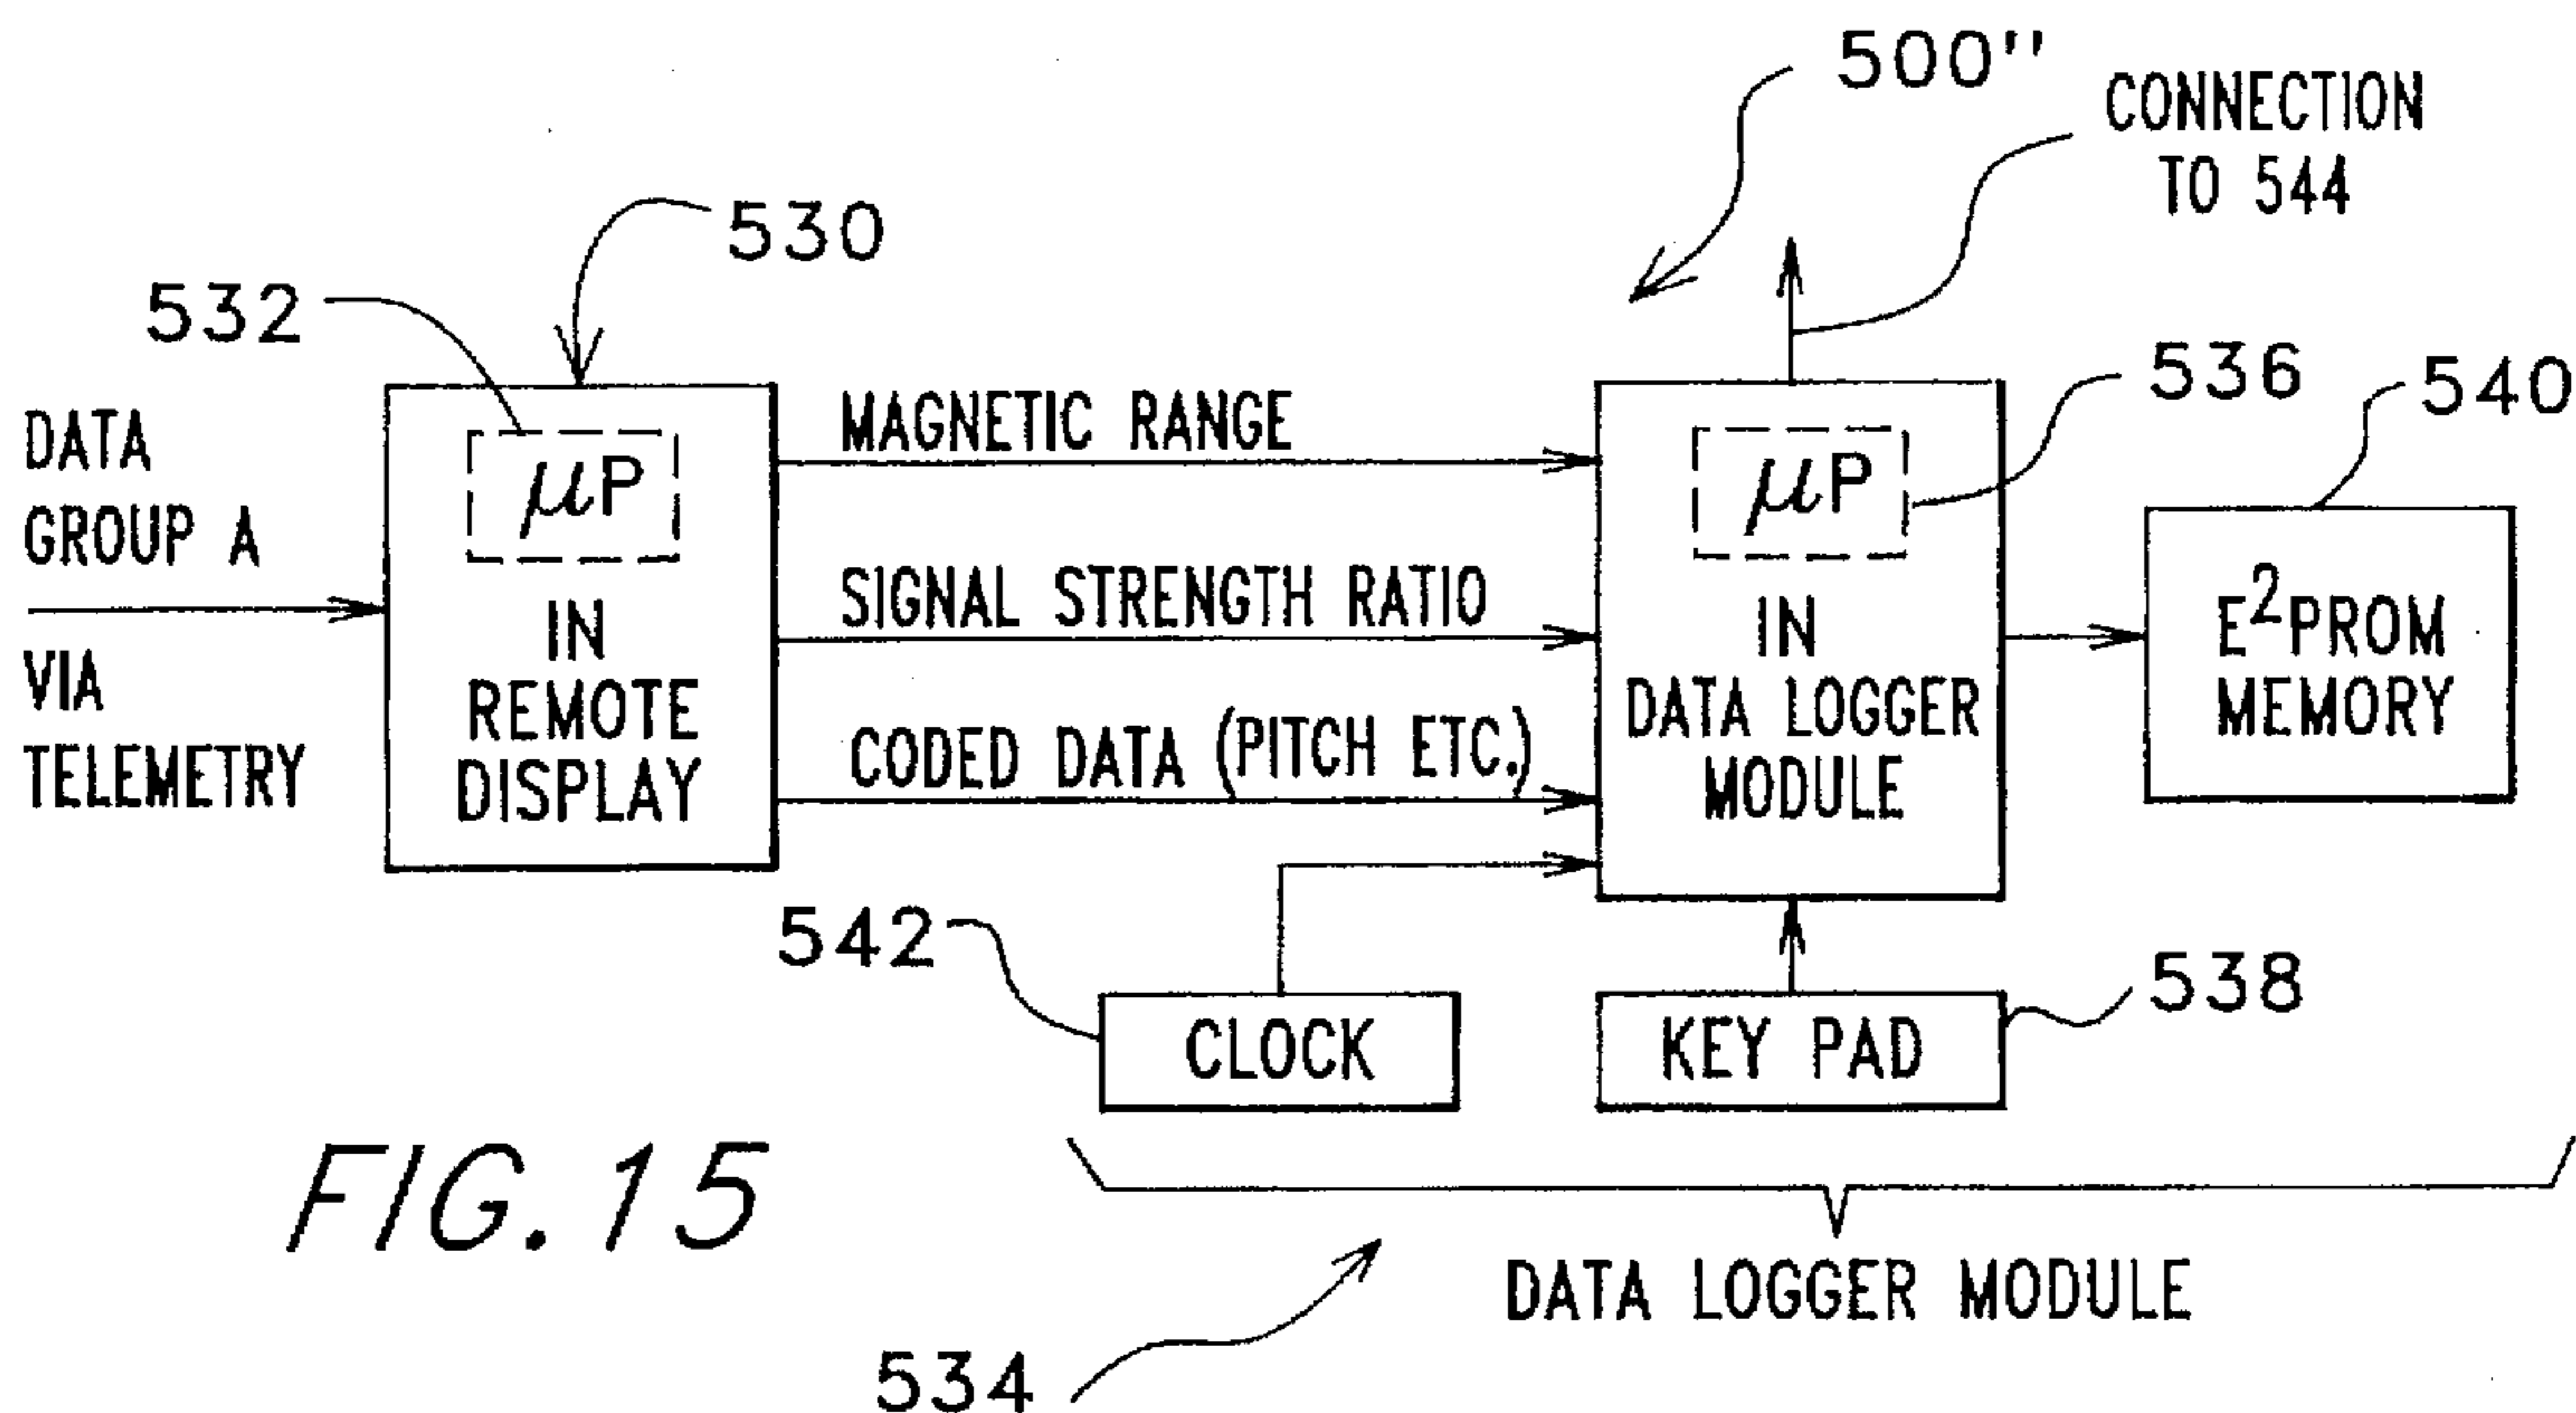 500"
CONNECTION
TO 544
530
532
536
540
DATA
GROUP A
VIA
TELEMETRY
μP
IN
REMOTE
DISPLAY
MAGNETIC RANGE
SIGNAL STRENGTH RATIO
CODED DATA (PITCH ETC.)
μP
IN
DATA LOGGER
MODULE
E²PROM
MEMORY
542
CLOCK
KEY PAD
538
FIG. 15
DATA LOGGER MODULE
534